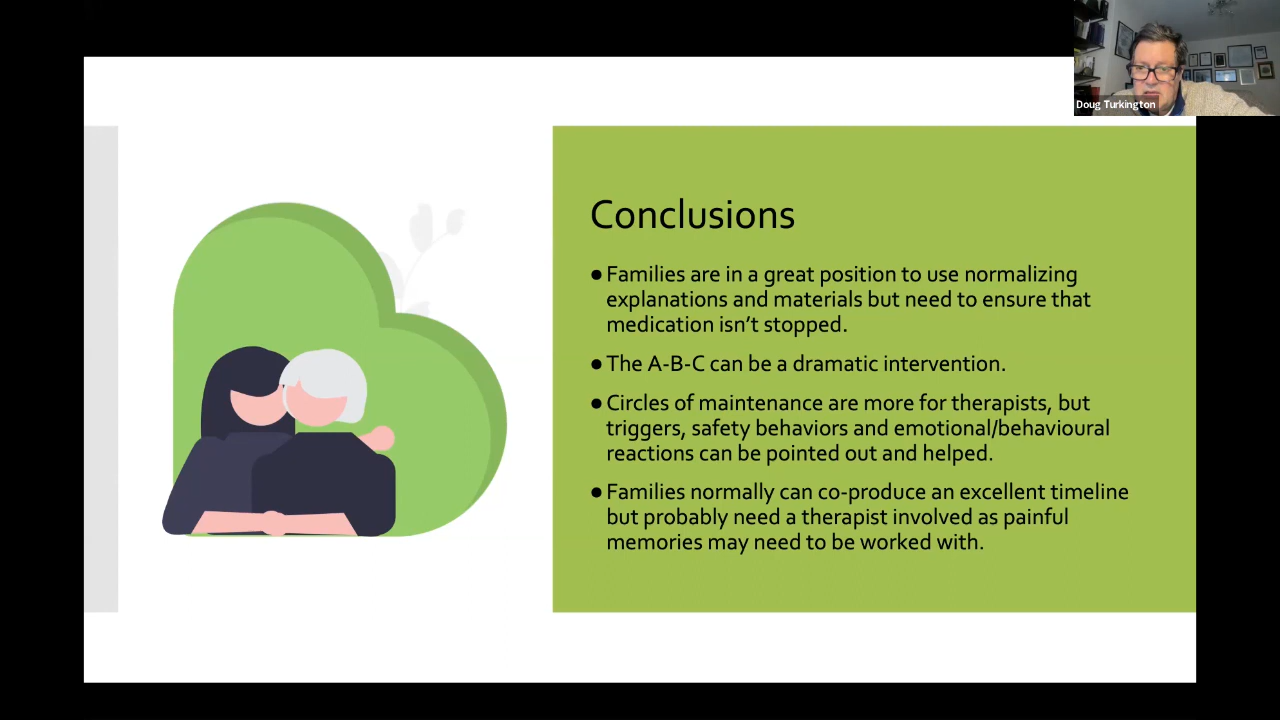 Doug Turkington
Conclusions
● Families are in a great position to use normalizing
explanations and materials but need to ensure that
medication isn’t stopped.
● The A-B-C can be a dramatic intervention.
● Circles of maintenance are more for therapists, but
triggers, safety behaviors and emotional/behavioural
reactions can be pointed out and helped.
● Families normally can co-produce an excellent timeline
but probably need a therapist involved as painful
memories may need to be worked with.